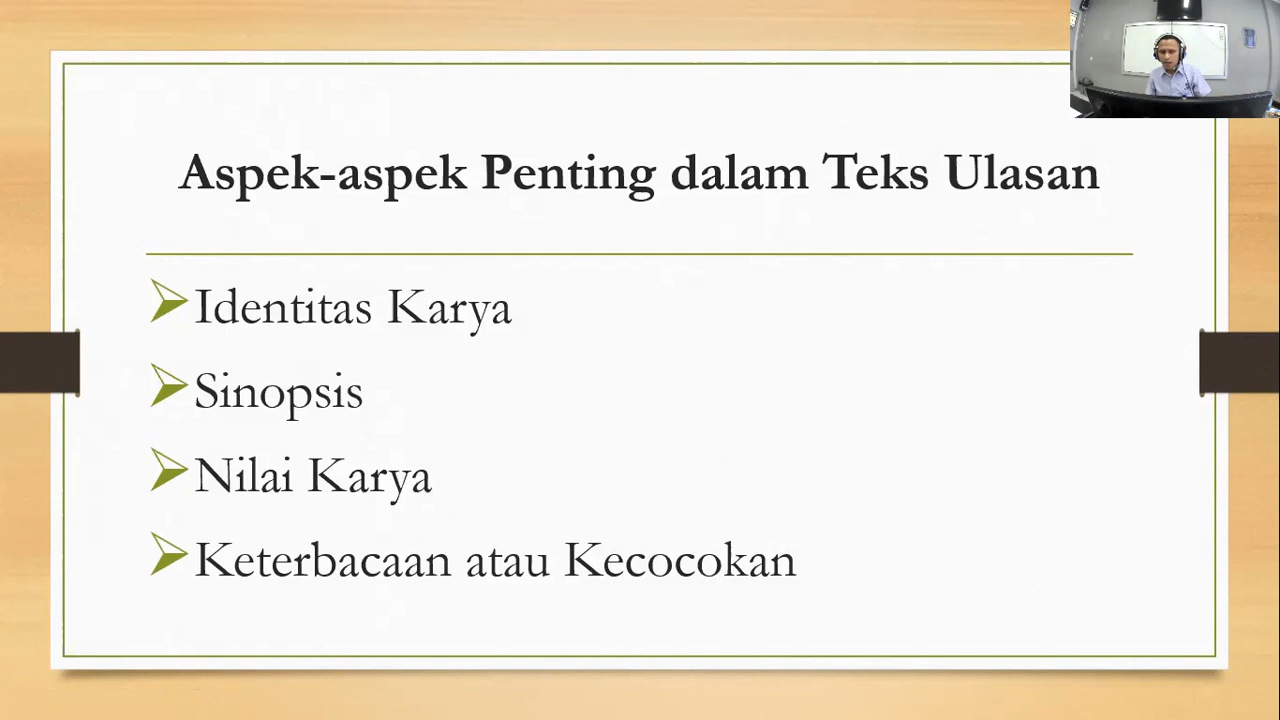 Aspek-aspek Penting dalam Teks Ulasan
Identitas Karya
Sinopsis
Nilai Karya
Keterbacaan atau Kecocokan